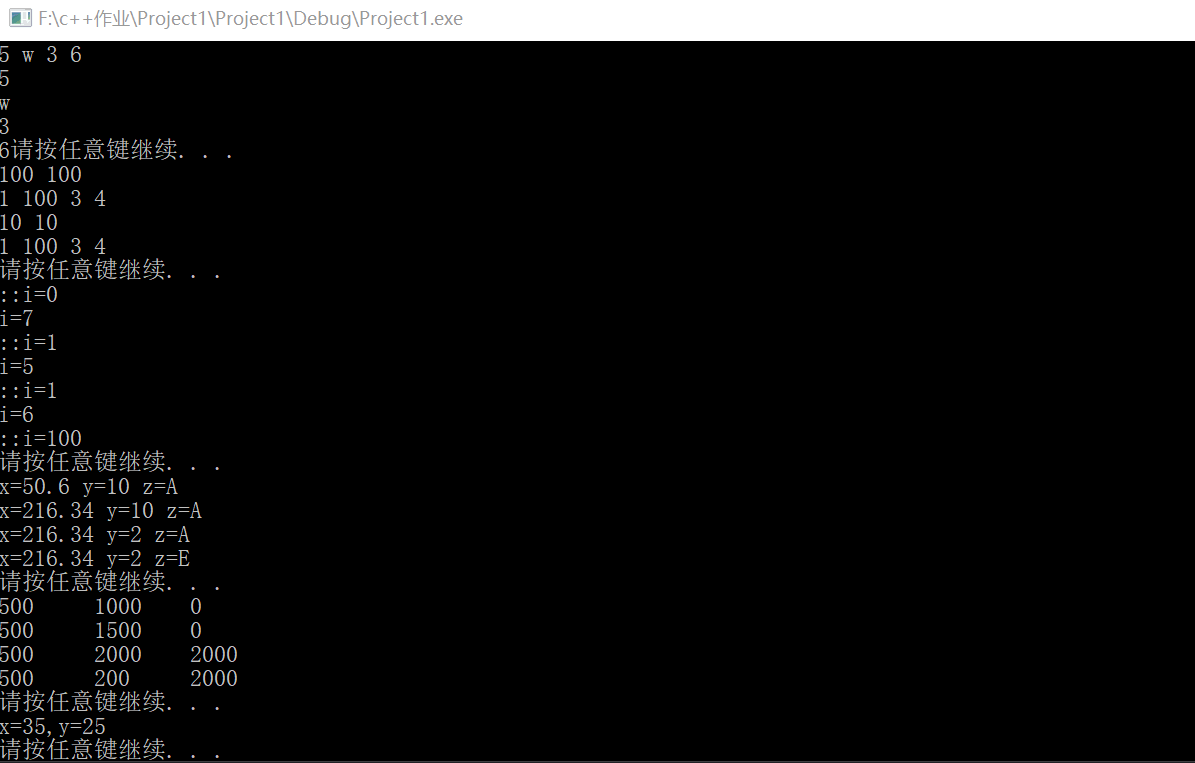 F:\c++作业\Project1\Project1\Debug\Project1.exe
5 w 3 6
5
w
3
6请按任意键继续. . .
100 100
1 100 3 4
10 10
1 100 3 4
请按任意键继续. . .
::i=0
i=7
::i=1
i=5
::i=1
i=6
::i=100
请按任意键继续. . .
x=50.6 y=10 z=A
x=216.34 y=10 z=A
x=216.34 y=2 z=A
x=216.34 y=2 z=E
请按任意键继续. . .
500     1000    0
500     1500    0
500     2000    2000
500     200     2000
请按任意键继续. . .
x=35,y=25
请按任意键继续. . .